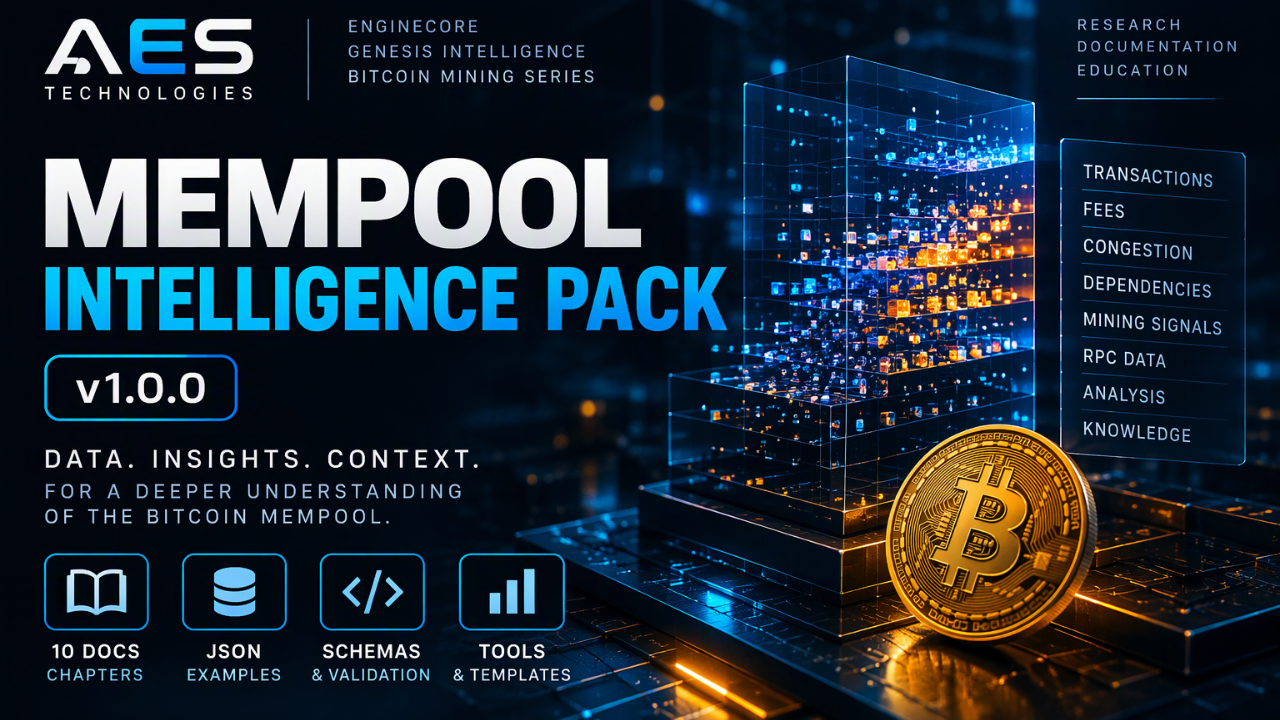 AES
TECHNOLOGIES
ENGINECORE
GENESIS INTELLIGENCE
BITCOIN MINING SERIES
RESEARCH
DOCUMENTATION
EDUCATION
MEMPOOL
INTELLIGENCE PACK
v1.0.0
DATA. INSIGHTS. CONTEXT.
FOR A DEEPER UNDERSTANDING
OF THE BITCOIN MEMPOOL.
TRANSACTIONS
FEES
CONGESTION
DEPENDENCIES
MINING SIGNALS
RPC DATA
ANALYSIS
KNOWLEDGE
10 DOCS
CHAPTERS
JSON
EXAMPLES
SCHEMAS
& VALIDATION
TOOLS
& TEMPLATES